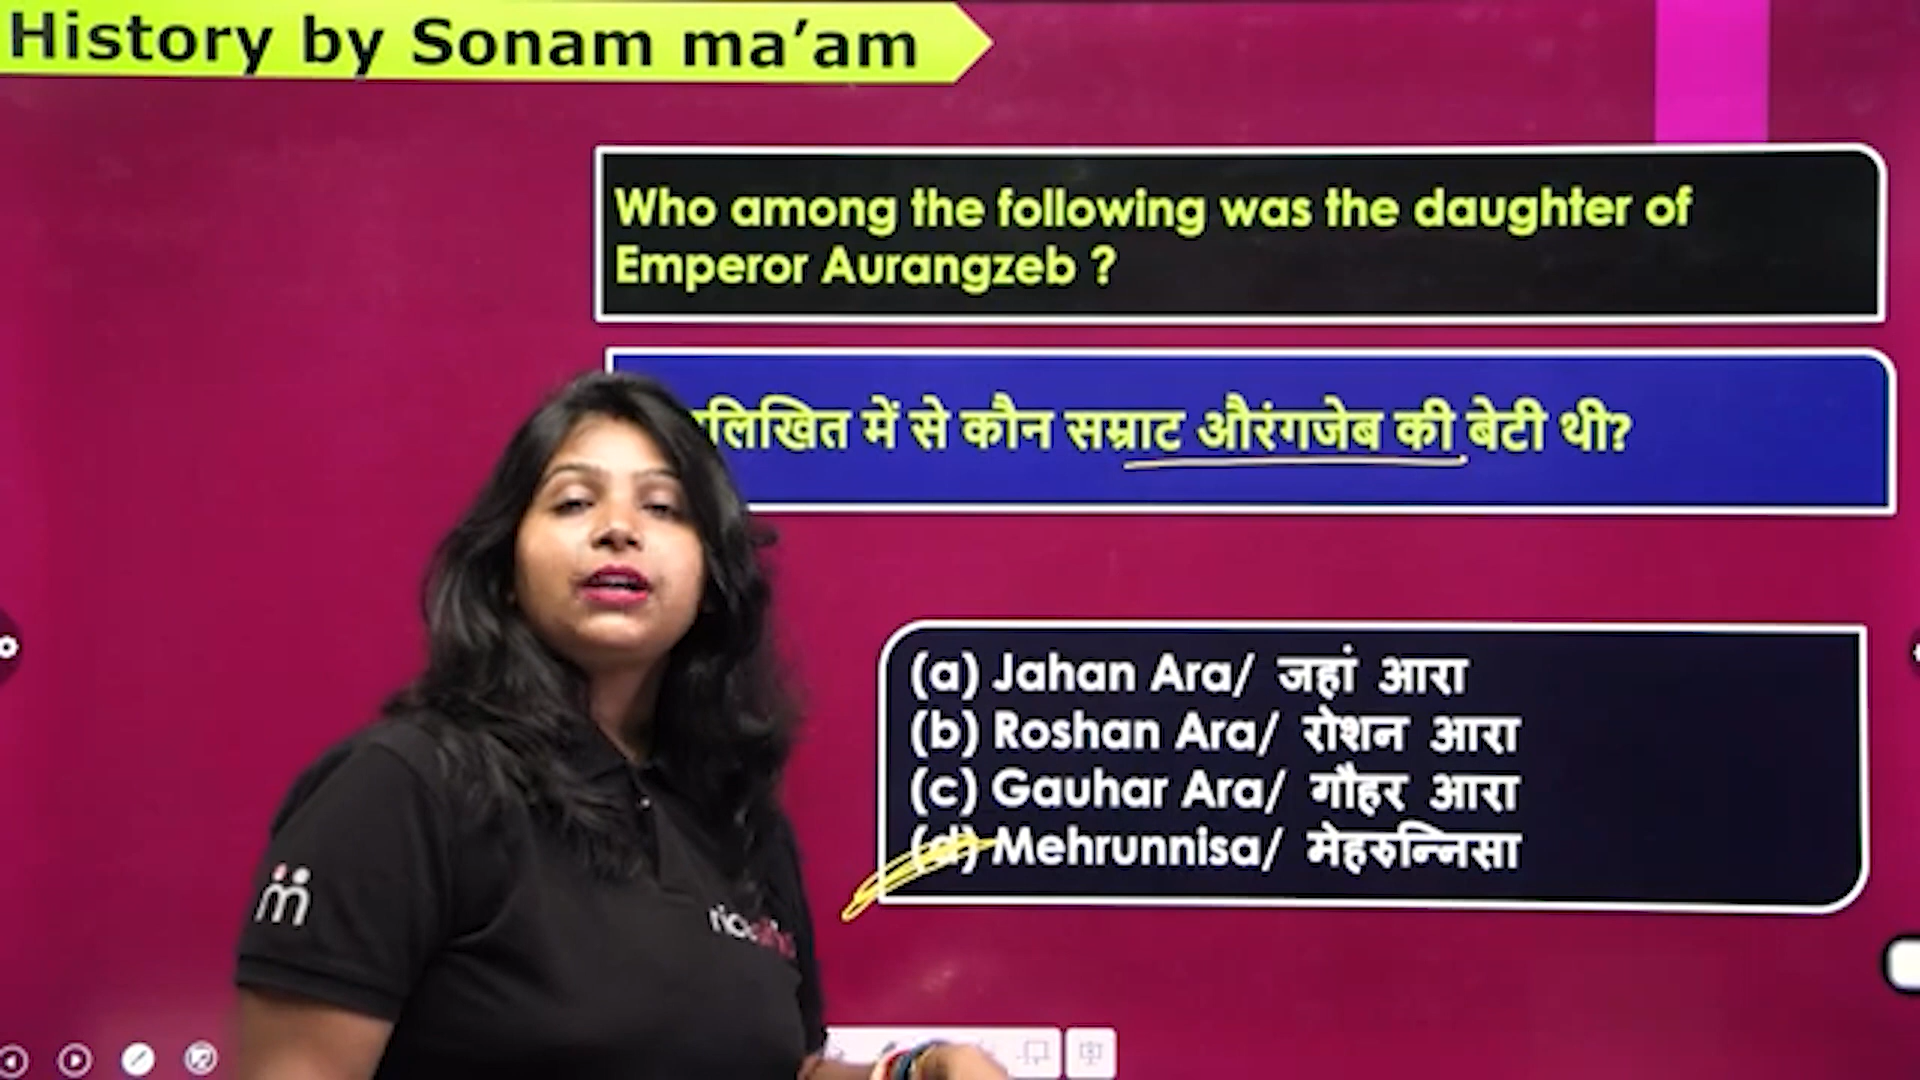 History by Sonam ma’am
Who among the following was the daughter of
Emperor Aurangzeb ?
में से कौन सम्राट औरंगजेब की बेटी थी?
(a) Jahan Ara/ जहां आरा
(b) Roshan Ara/ रोशन आरा
(c) Gauhar Ara/ गौहर आरा
(d) Mehrunnisa/ मेहरुन्निसा